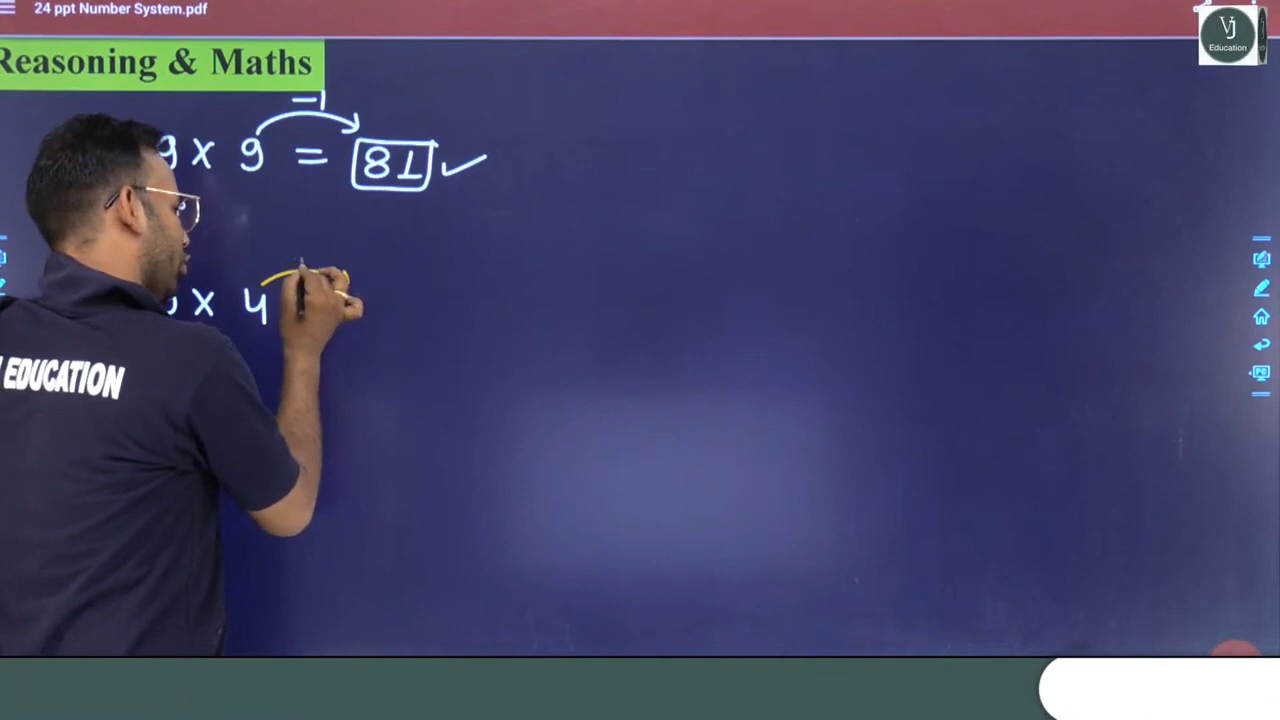 24 ppt Number System.pdf
VJ
Education
Reasoning & Maths
-1
9 x 9 = 81 ✓
x 4
EDUCATION